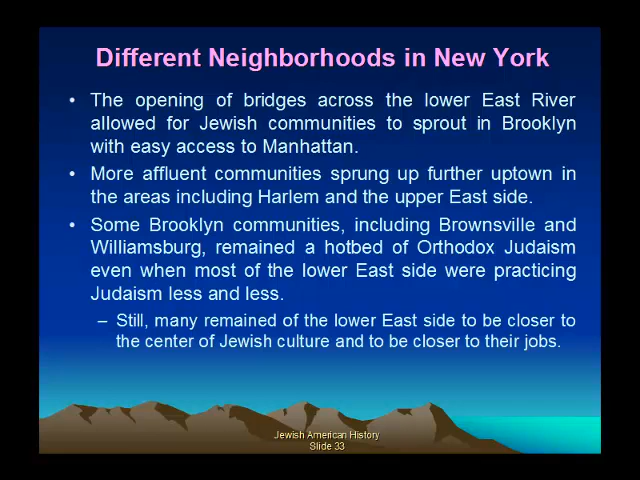 Different Neighborhoods in New York
• The opening of bridges across the lower East River
allowed for Jewish communities to sprout in Brooklyn
with easy access to Manhattan.
• More affluent communities sprung up further uptown in
the areas including Harlem and the upper East side.
• Some Brooklyn communities, including Brownsville and
Williamsburg, remained a hotbed of Orthodox Judaism
even when most of the lower East side were practicing
Judaism less and less.
– Still, many remained of the lower East side to be closer to
the center of Jewish culture and to be closer to their jobs.
Jewish American History
Slide 33